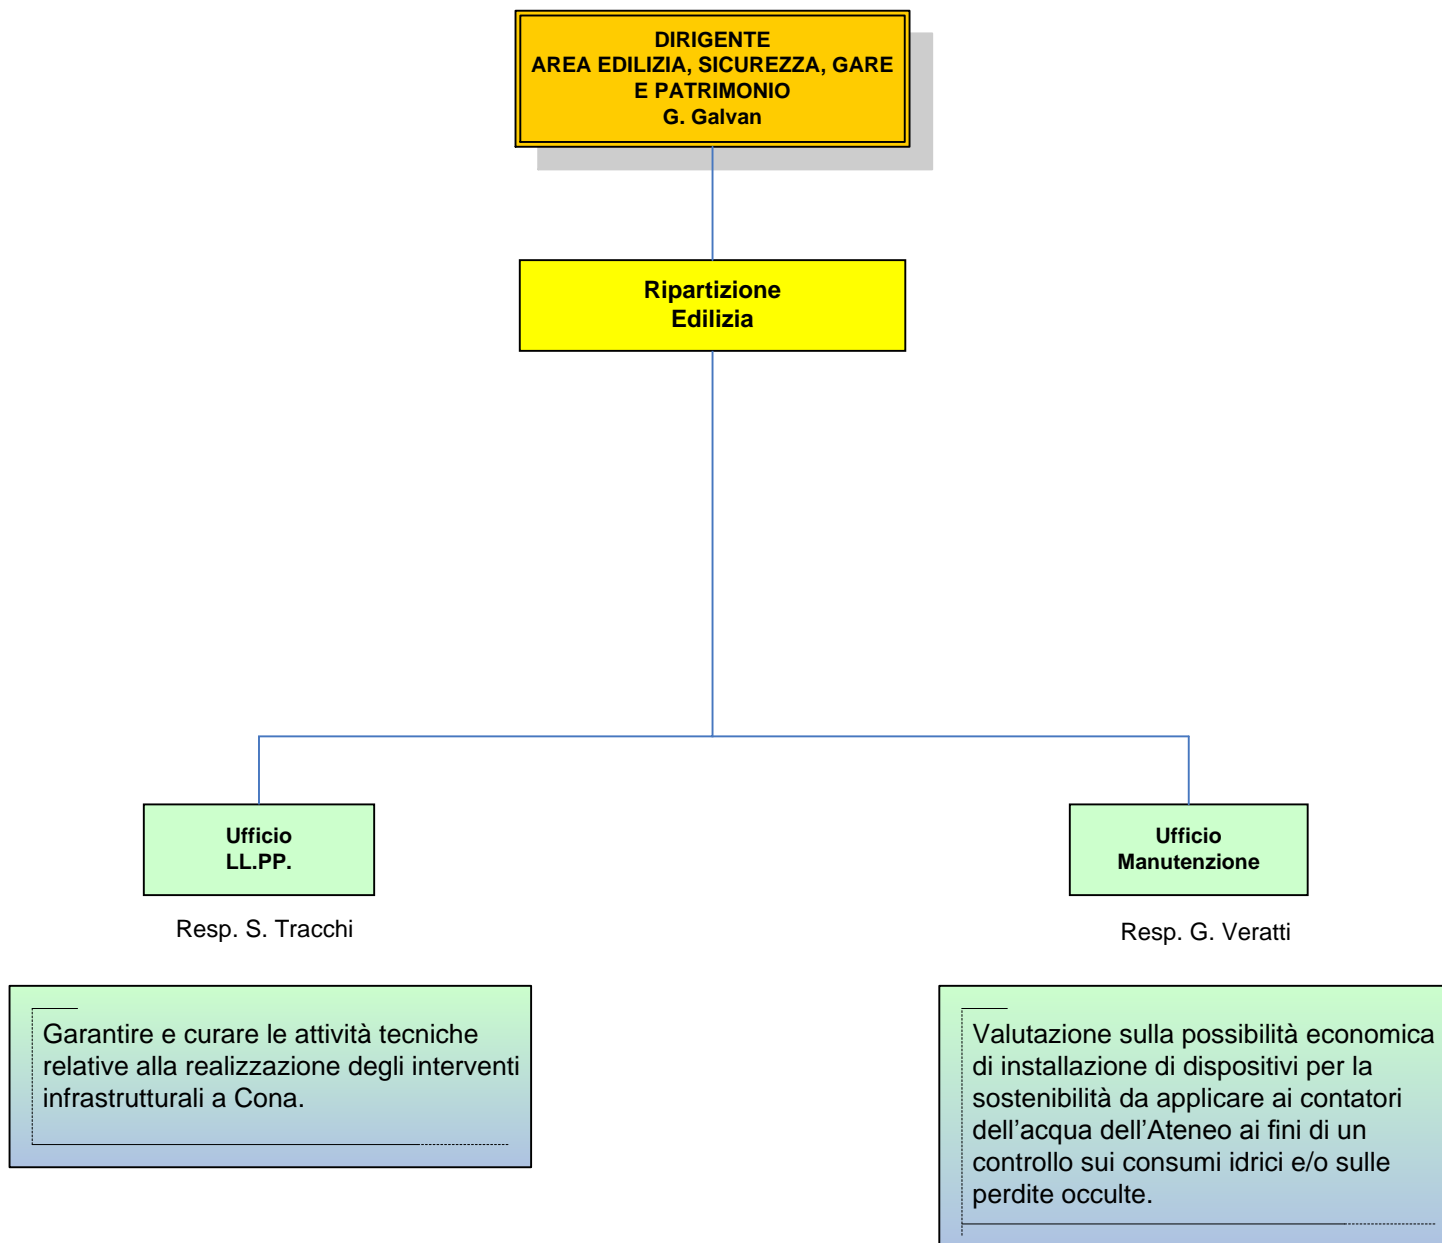 DIRIGENTE
AREA EDILIZIA, SICUREZZA, GARE
E PATRIMONIO
G. Galvan
Ripartizione
Edilizia
Ufficio
LL.PP.
Resp. S. Tracchi
Garantire e curare le attività tecniche
relative alla realizzazione degli interventi
infrastrutturali a Cona.
Ufficio
Manutenzione
Resp. G. Veratti
Valutazione sulla possibilità economica
di installazione di dispositivi per la
sostenibilità da applicare ai contatori
dell’acqua dell’Ateneo ai fini di un
controllo sui consumi idrici e/o sulle
perdite occulte.